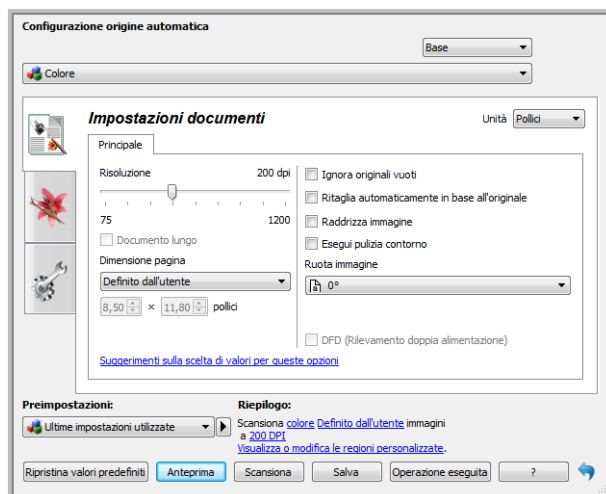 Configurazione origine automatica
Base
Colore
Impostazioni documenti
Unità Pollici
Principale
Risoluzione 200 dpi
75 1200
Documento lungo
Dimensione pagina
Definito dall'utente
8,50 × 11,80 pollici
Ignora originali vuoti
Ritaglia automaticamente in base all'originale
Raddrizza immagine
Esegui pulizia contorno
Ruota immagine
0°
DFD (Rilevamento doppia alimentazione)
Suggerimenti sulla scelta di valori per queste opzioni
Preimpostazioni:
Ultime impostazioni utilizzate
Riepilogo:
Scansiona colore Definito dall'utente immagini
a 200 DPI
Visualizza o modifica le regioni personalizzate.
Ripristina valori predefiniti Anteprima Scansiona Salva Operazione eseguita ?